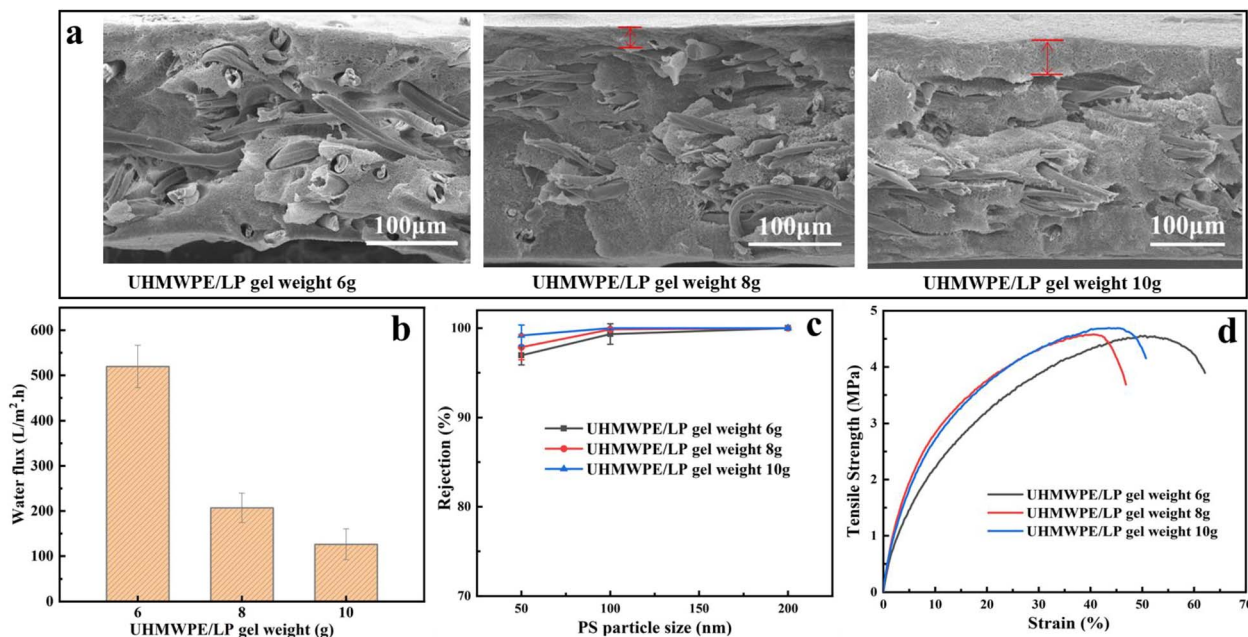 a
100μm
100μm
100μm
UHMWPE/LP gel weight 6g
UHMWPE/LP gel weight 8g
UHMWPE/LP gel weight 10g
b
Water flux (L/m².h)
600
500
400
300
200
100
0
6
8
10
UHMWPE/LP gel weight (g)
c
Rejection (%)
100
90
80
70
UHMWPE/LP gel weight 6g
UHMWPE/LP gel weight 8g
UHMWPE/LP gel weight 10g
50
100
200
PS particle size (nm)
d
Tensile Strength (MPa)
5
4
3
2
1
0
UHMWPE/LP gel weight 6g
UHMWPE/LP gel weight 8g
UHMWPE/LP gel weight 10g
0
10
20
30
40
50
60
70
Strain (%)